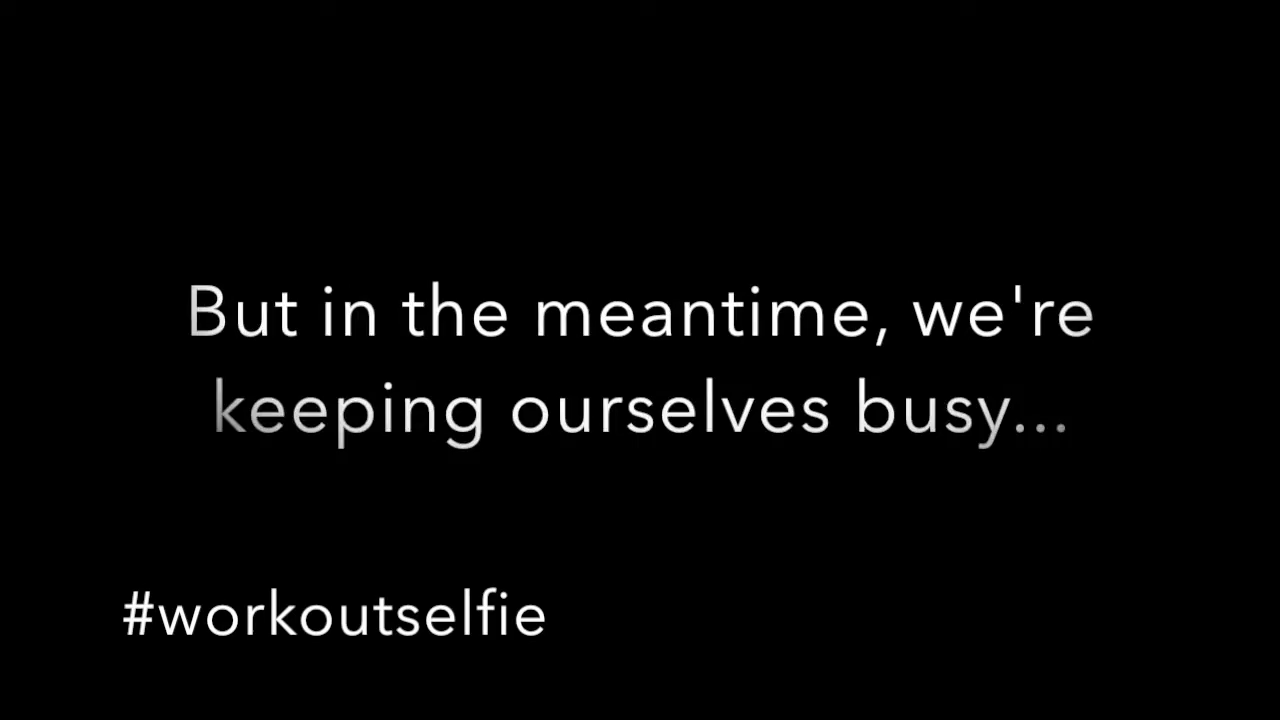 But in the meantime, we're
keeping ourselves busy...
#workoutselfie